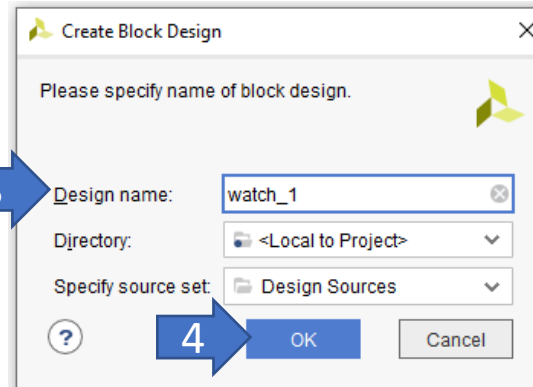 Create Block Design
Please specify name of block design.
Design name: watch_1
Directory: <Local to Project>
Specify source set: Design Sources
? 4 OK Cancel